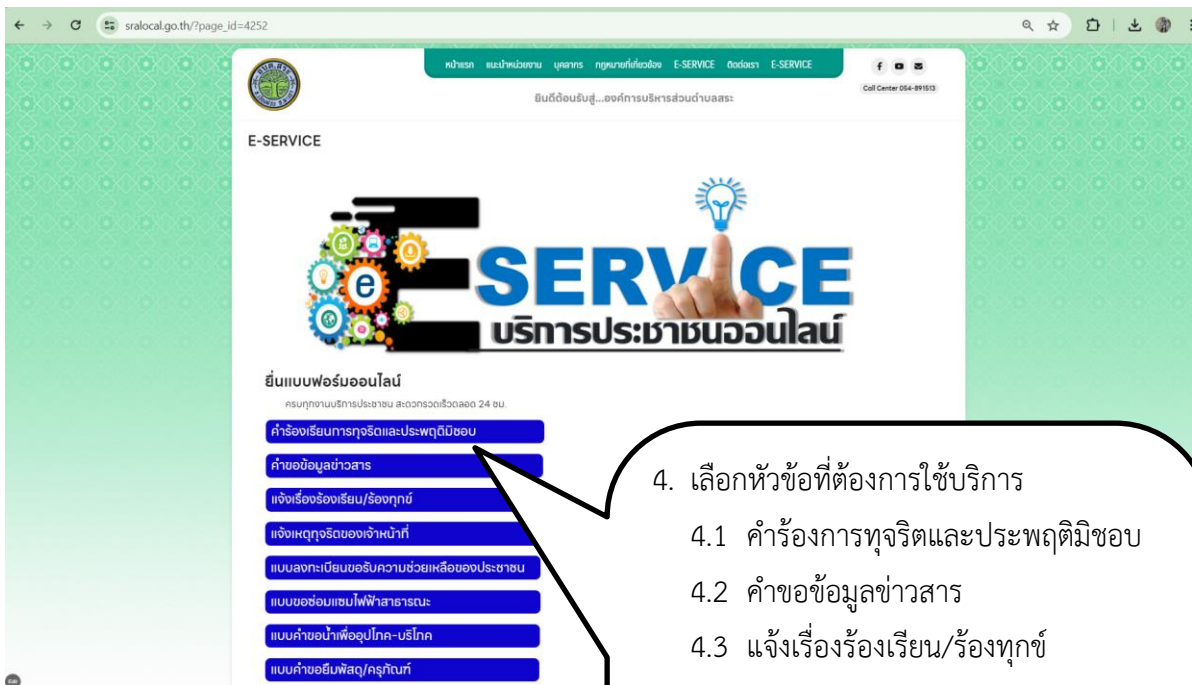 sralocal.go.th/?page_id=4252
หน้าแรก แนะนำหน่วยงาน บุคลากร กฎหมายที่เกี่ยวข้อง E-SERVICE ติดต่อเรา E-SERVICE
ยินดีต้อนรับสู่...องค์การบริหารส่วนตำบลสระ
Call Center 054-891513
E-SERVICE
e
E-SERVICE
บริการประชาชนออนไลน์
ยื่นแบบฟอร์มออนไลน์
ครบทุกงานบริการประชาชน สะดวกรวดเร็วตลอด 24 ชม.
คำร้องเรียนการทุจริตและประพฤติมิชอบ
คำขอข้อมูลข่าวสาร
แจ้งเรื่องร้องเรียน/ร้องทุกข์
แจ้งเหตุทุจริตของเจ้าหน้าที่
แบบลงทะเบียนขอรับความช่วยเหลือของประชาชน
แบบขอซ่อมแซมไฟฟ้าสาธารณะ
แบบคำขอน้ำเพื่ออุปโภค-บริโภค
แบบคำขอยืมพัสดุ/ครุภัณฑ์
4. เลือกหัวข้อที่ต้องการใช้บริการ
4.1 คำร้องการทุจริตและประพฤติมิชอบ
4.2 คำขอข้อมูลข่าวสาร
4.3 แจ้งเรื่องร้องเรียน/ร้องทุกข์